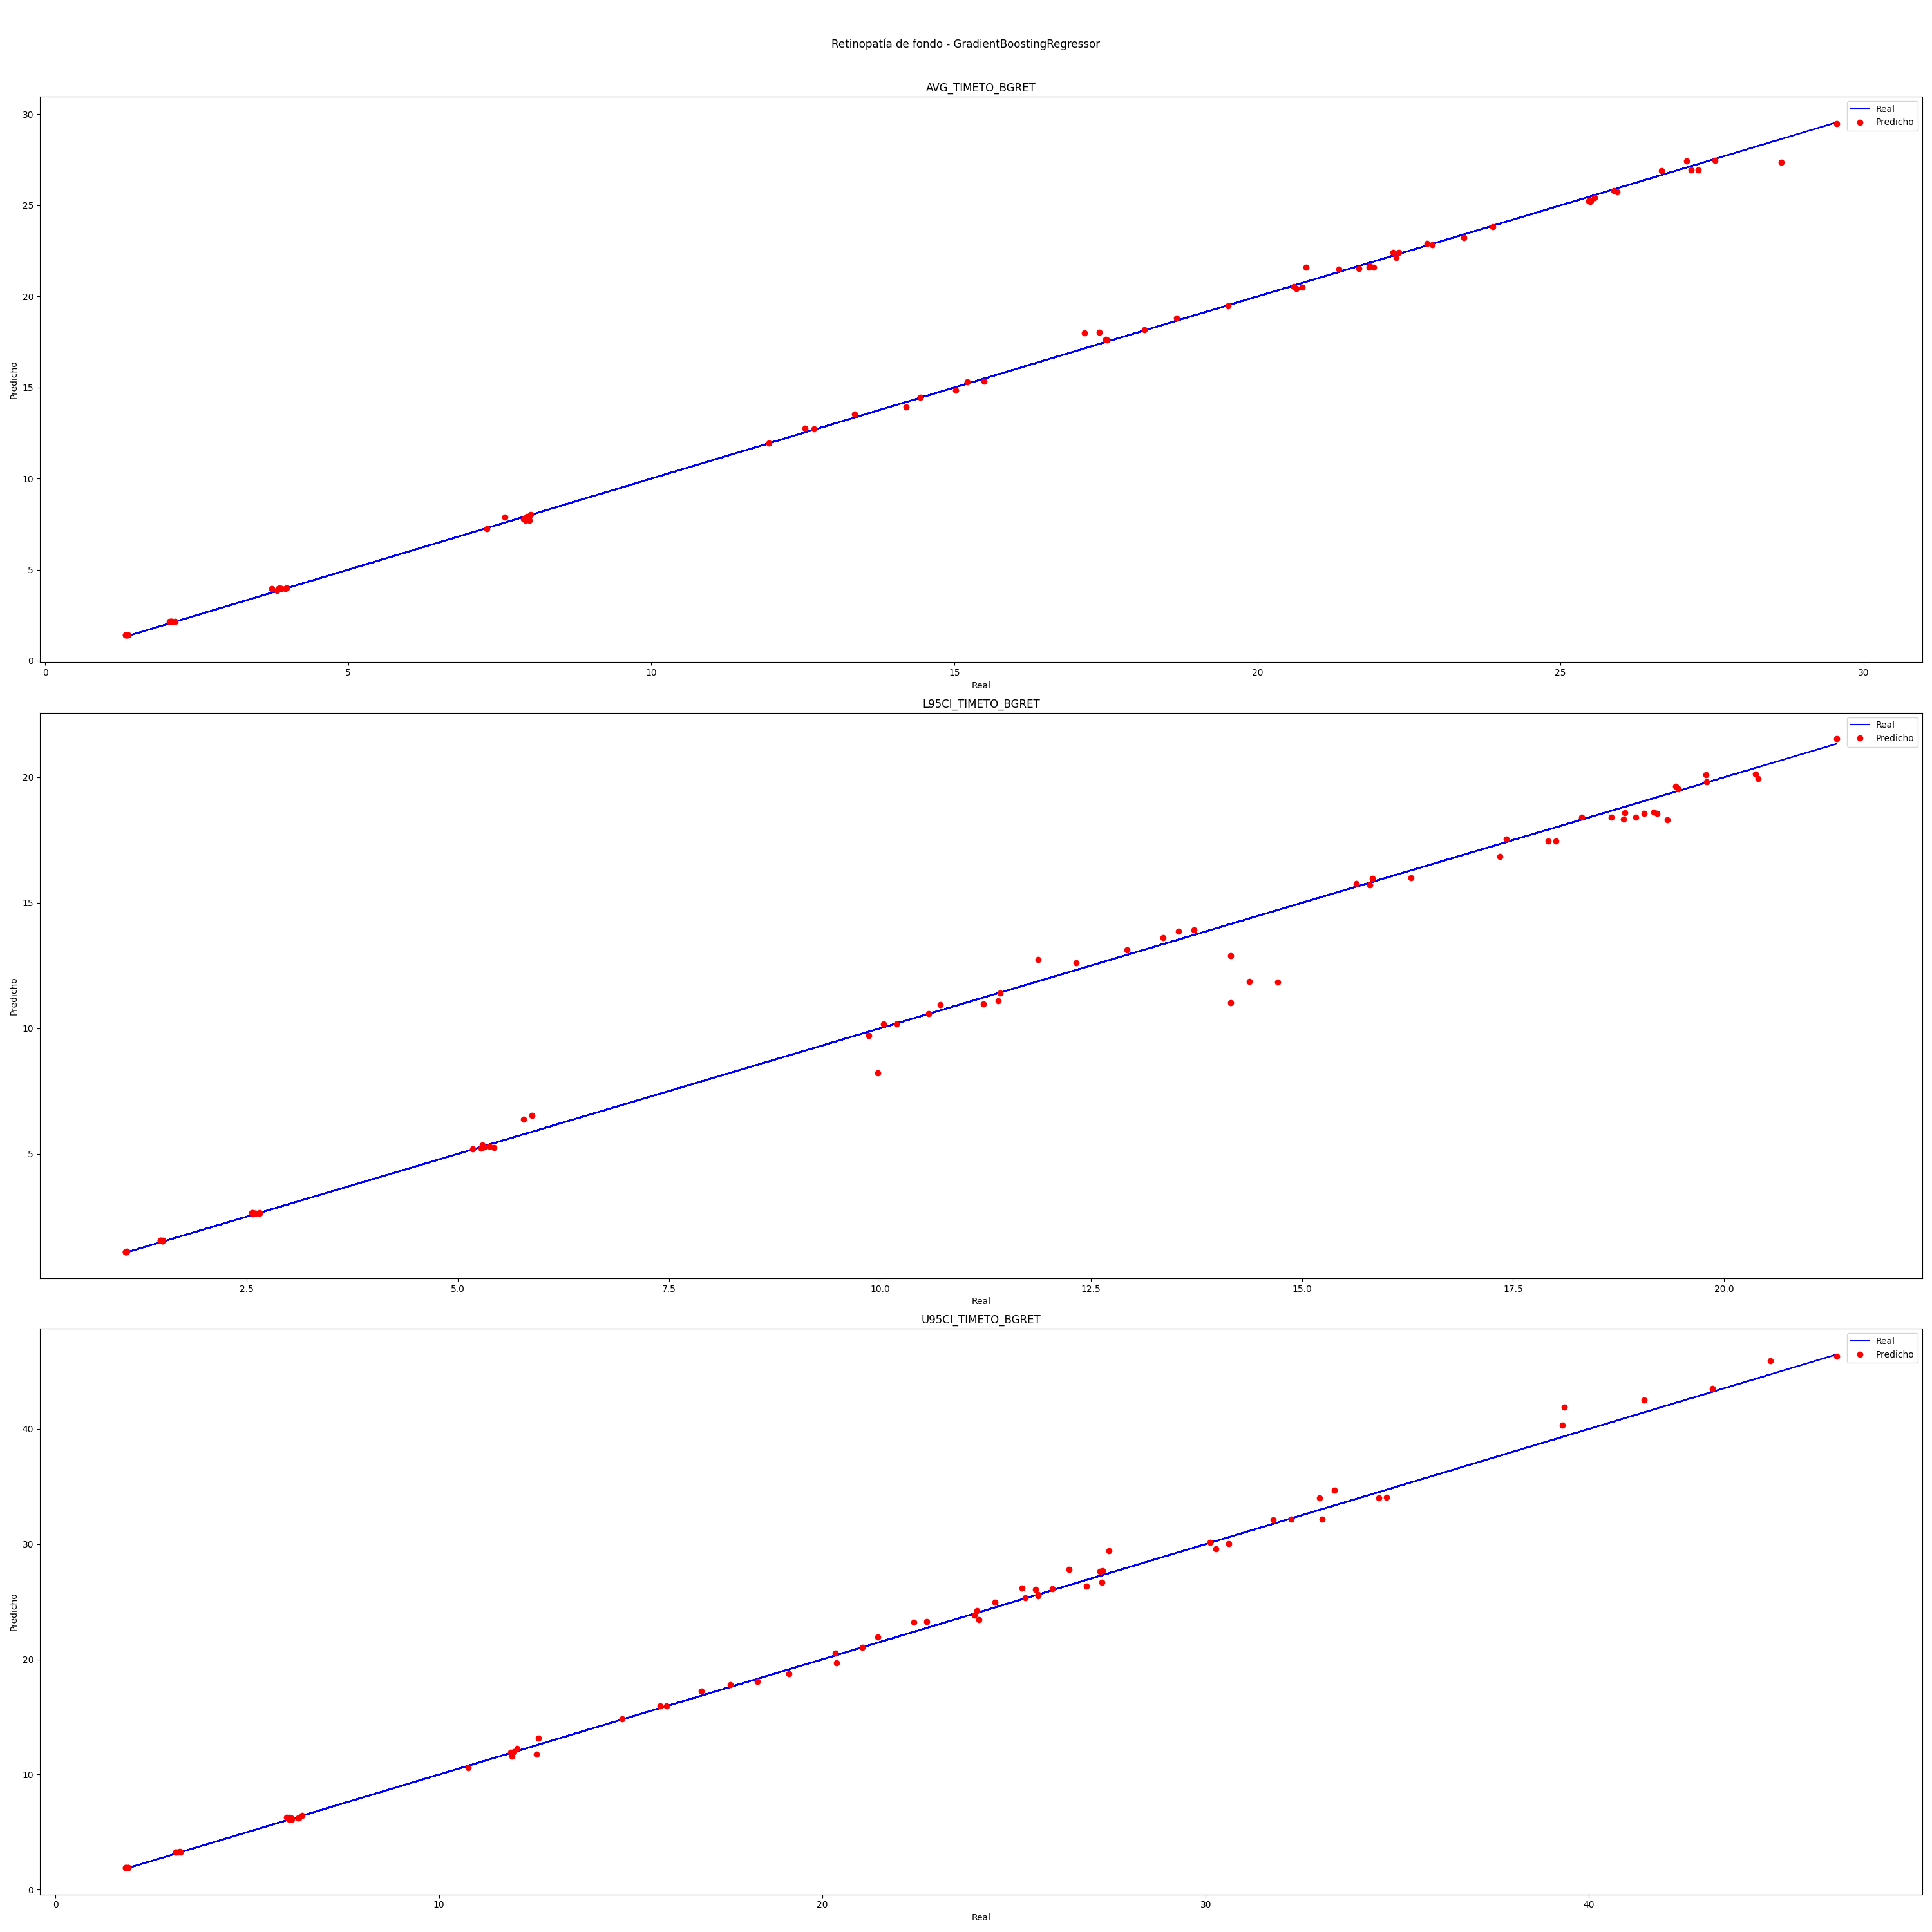 Retinopatía de fondo - GradientBoostingRegressor
AVG_TIMETO_BGRET
Real
Predicho
30
25
20
15
10
5
0
Predicho
0 5 10 15 20 25 30
Real
L95CI_TIMETO_BGRET
Real
Predicho
20
15
10
5
Predicho
2.5 5.0 7.5 10.0 12.5 15.0 17.5 20.0
Real
U95CI_TIMETO_BGRET
Real
Predicho
40
30
20
10
0
Predicho
0 10 20 30 40
Real